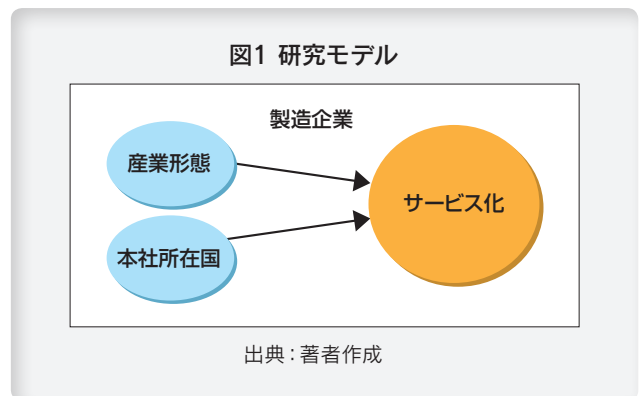 図1 研究モデル
製造企業
産業形態
サービス化
本社所在国
出典：著者作成